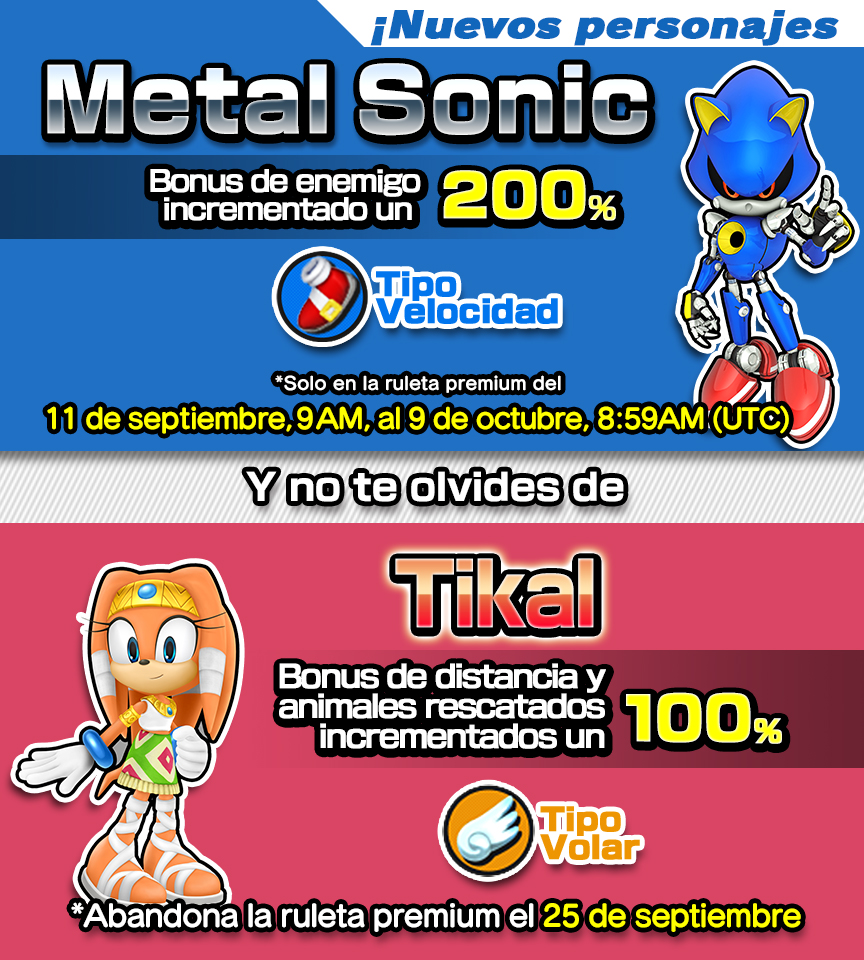 ¡Nuevos personajes
Metal Sonic
Bonus de enemigo
incrementado un 200%
Tipo
Velocidad
*Solo en la ruleta premium del
11 de septiembre, 9AM, al 9 de octubre, 8:59AM (UTC)
Y no te olvides de
Tikal
Bonus de distancia y
animales rescatados
incrementados un 100%
Tipo
Volar
*Abandona la ruleta premium el 25 de septiembre